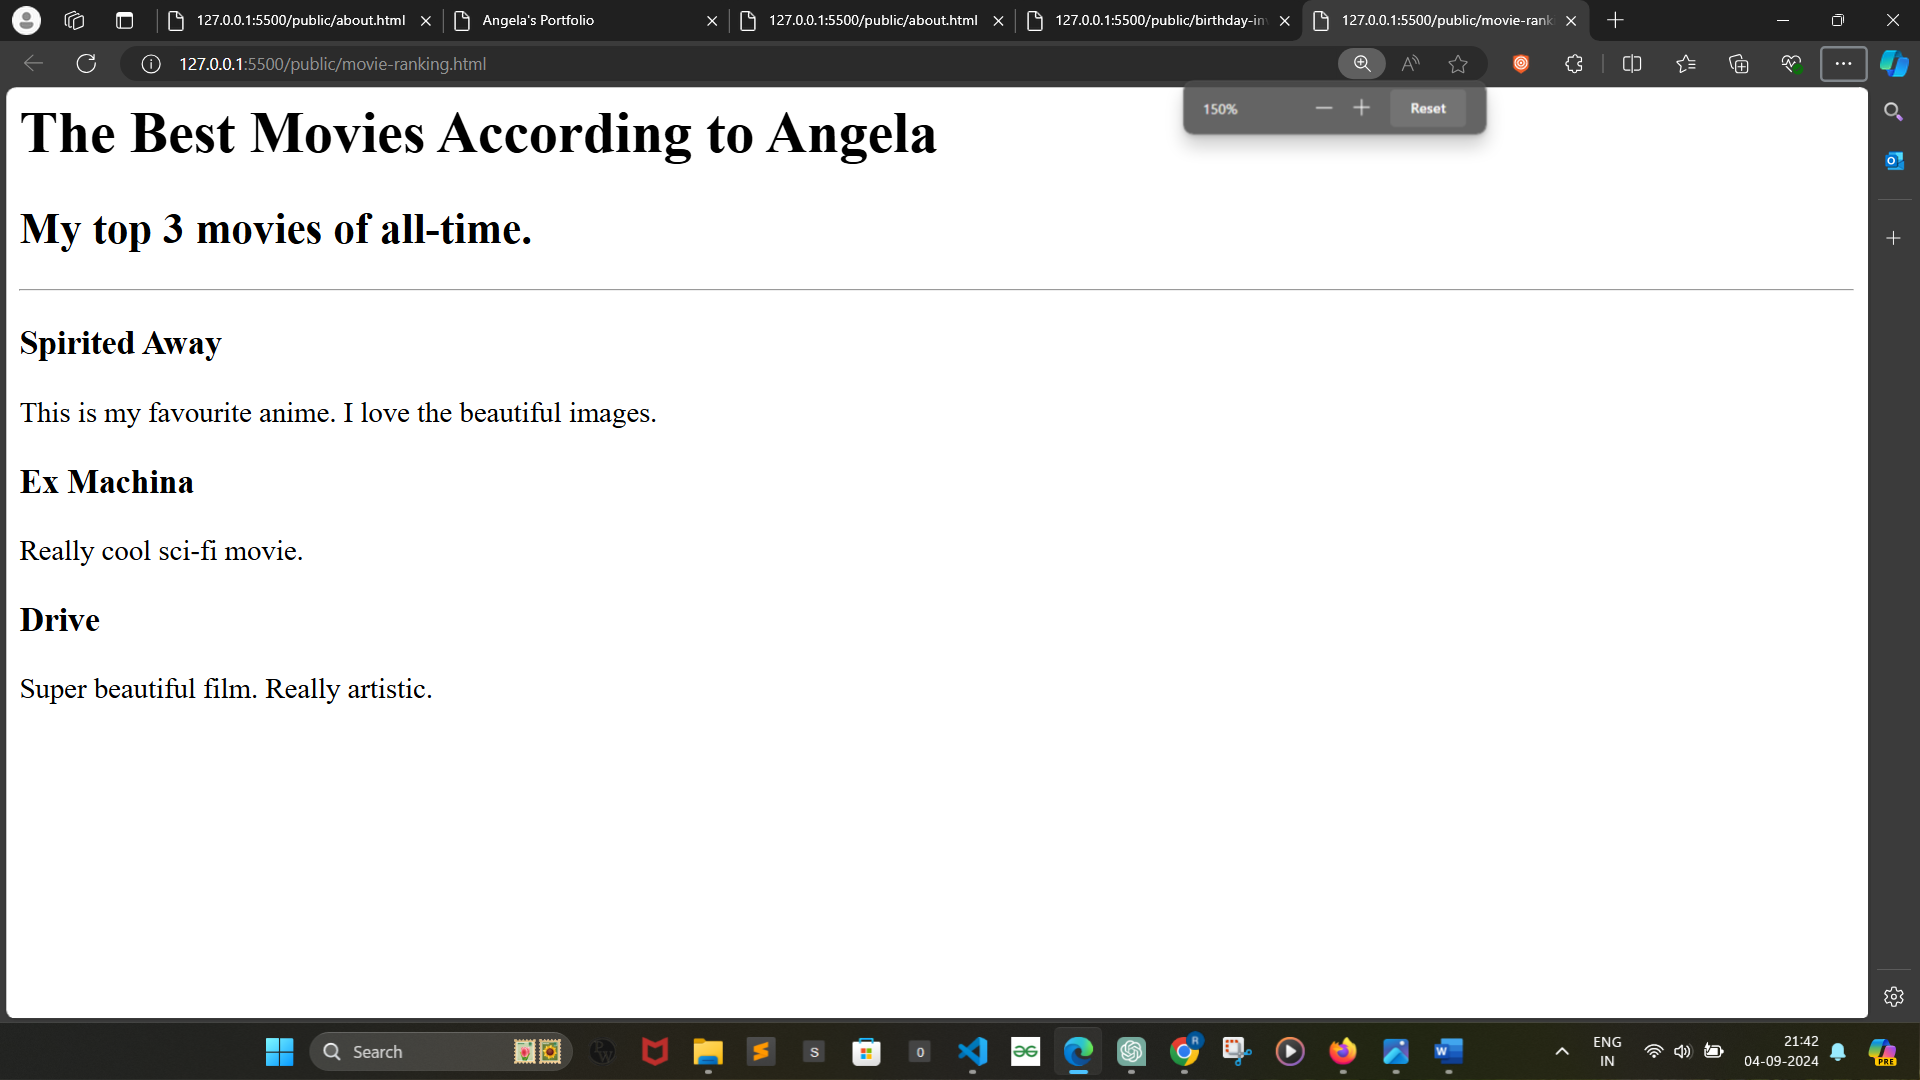 127.0.0.1:5500/public/about.html
Angela's Portfolio
127.0.0.1:5500/public/about.html
127.0.0.1:5500/public/birthday-in
127.0.0.1:5500/public/movie-rank
127.0.0.1:5500/public/movie-ranking.html
150%
Reset
The Best Movies According to Angela
My top 3 movies of all-time.
Spirited Away
This is my favourite anime. I love the beautiful images.
Ex Machina
Really cool sci-fi movie.
Drive
Super beautiful film. Really artistic.
Search
S
0
R
W
PRE
ENG
IN
21:42
04-09-2024